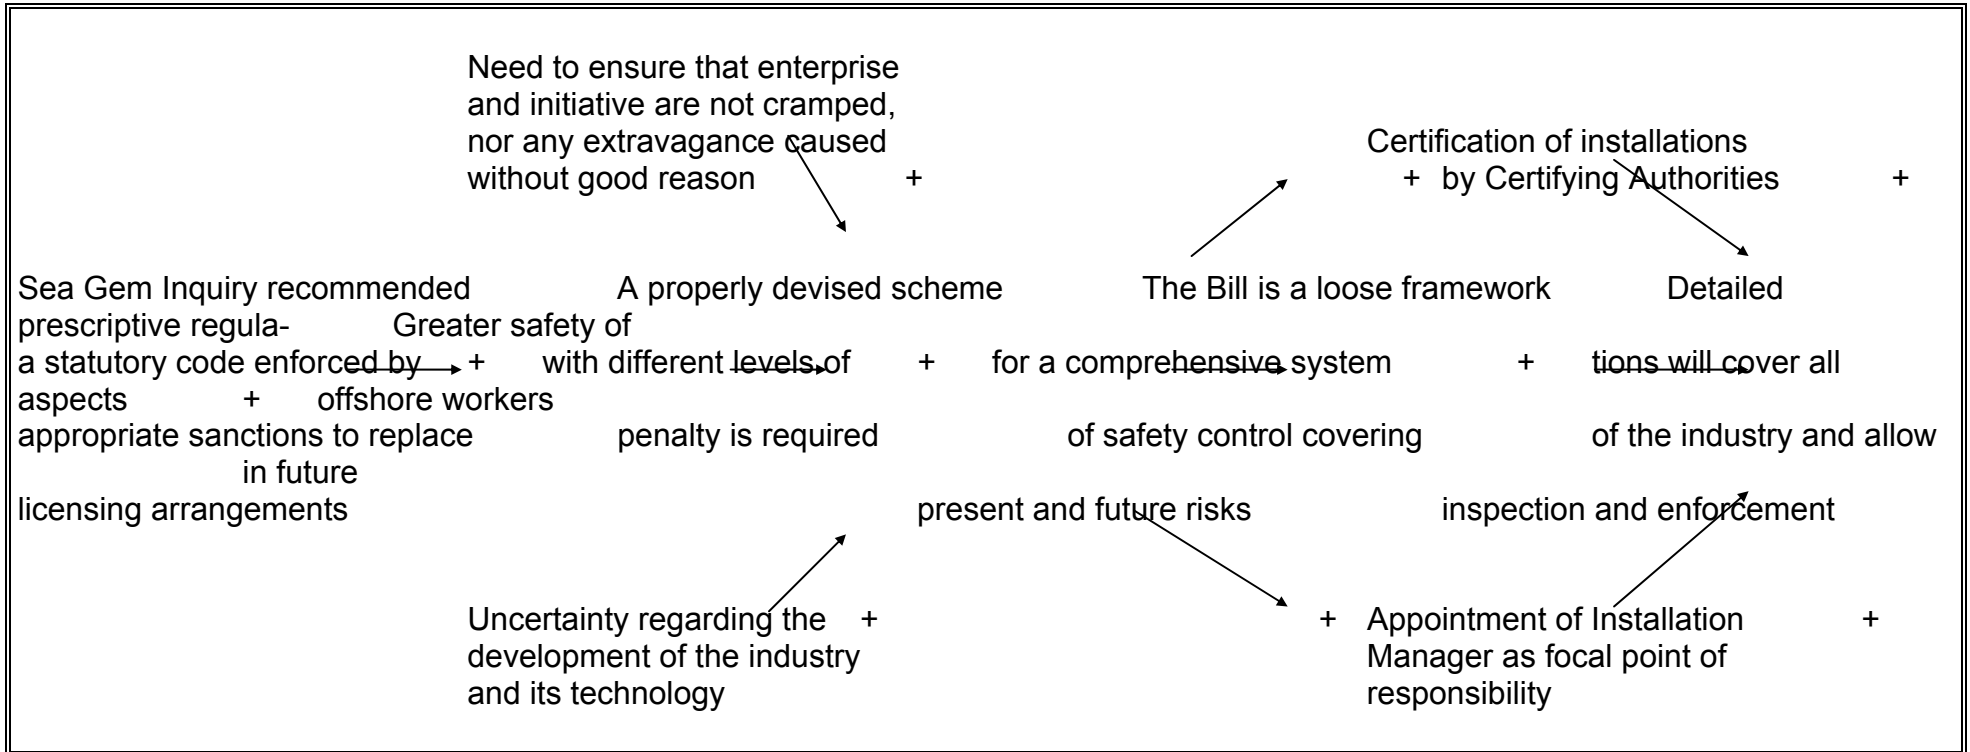 Need to ensure that enterprise
and initiative are not cramped,
nor any extravagance caused Certification of installations
without good reason + + by Certifying Authorities +
Sea Gem Inquiry recommended A properly devised scheme The Bill is a loose framework Detailed
prescriptive regula- Greater safety of
a statutory code enforced by + with different levels of + for a comprehensive system + tions will cover all
aspects + offshore workers
appropriate sanctions to replace penalty is required of safety control covering of the industry and allow
in future
licensing arrangements present and future risks inspection and enforcement
Uncertainty regarding the + + Appointment of Installation +
development of the industry Manager as focal point of
and its technology responsibility